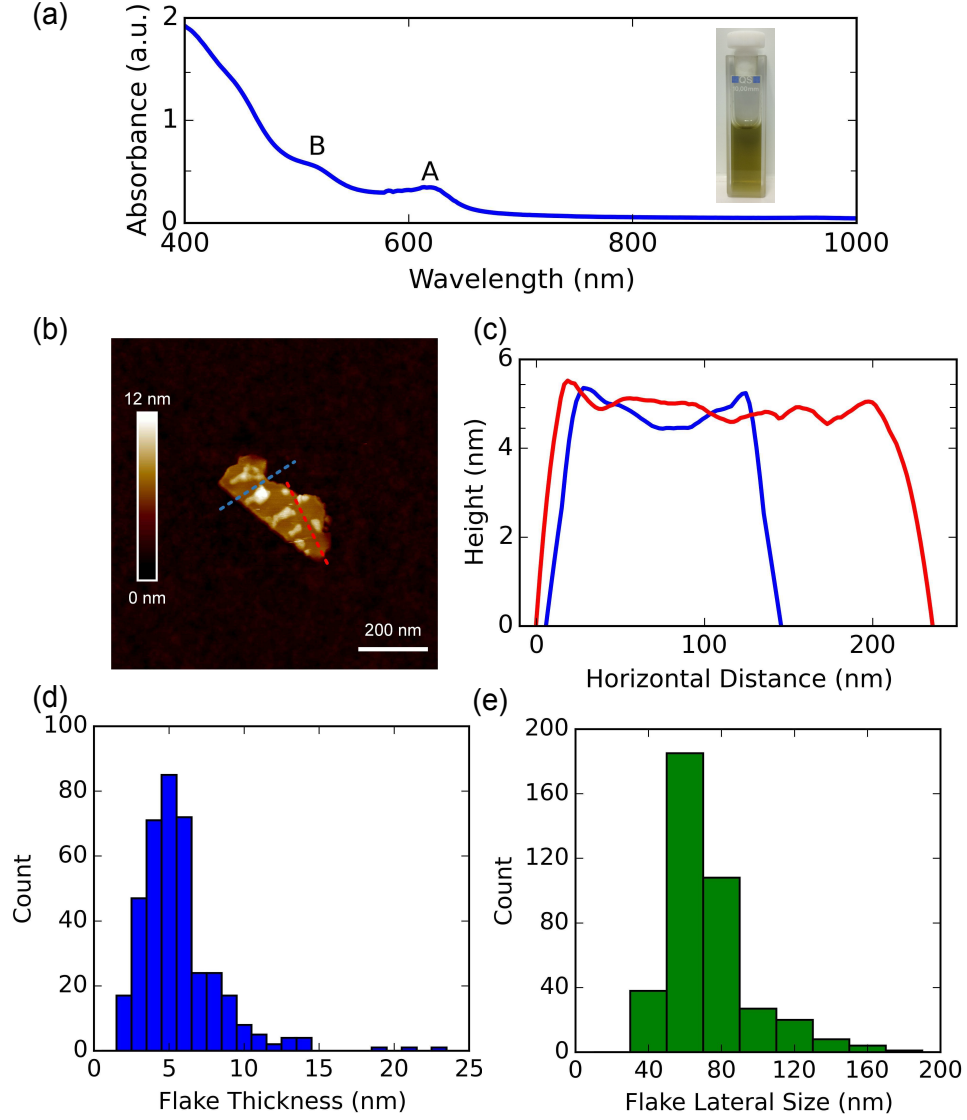 (a)
2
1
0
Absorbance (a.u.)
B
A
QS
10.00mm
400
600
800
1000
Wavelength (nm)
(b)
12 nm
0 nm
200 nm
(c)
6
4
2
0
Height (nm)
0
100
200
Horizontal Distance (nm)
(d)
100
80
60
40
20
0
Count
0
5
10
15
20
25
Flake Thickness (nm)
(e)
200
160
120
80
40
0
Count
0
40
80
120
160
200
Flake Lateral Size (nm)